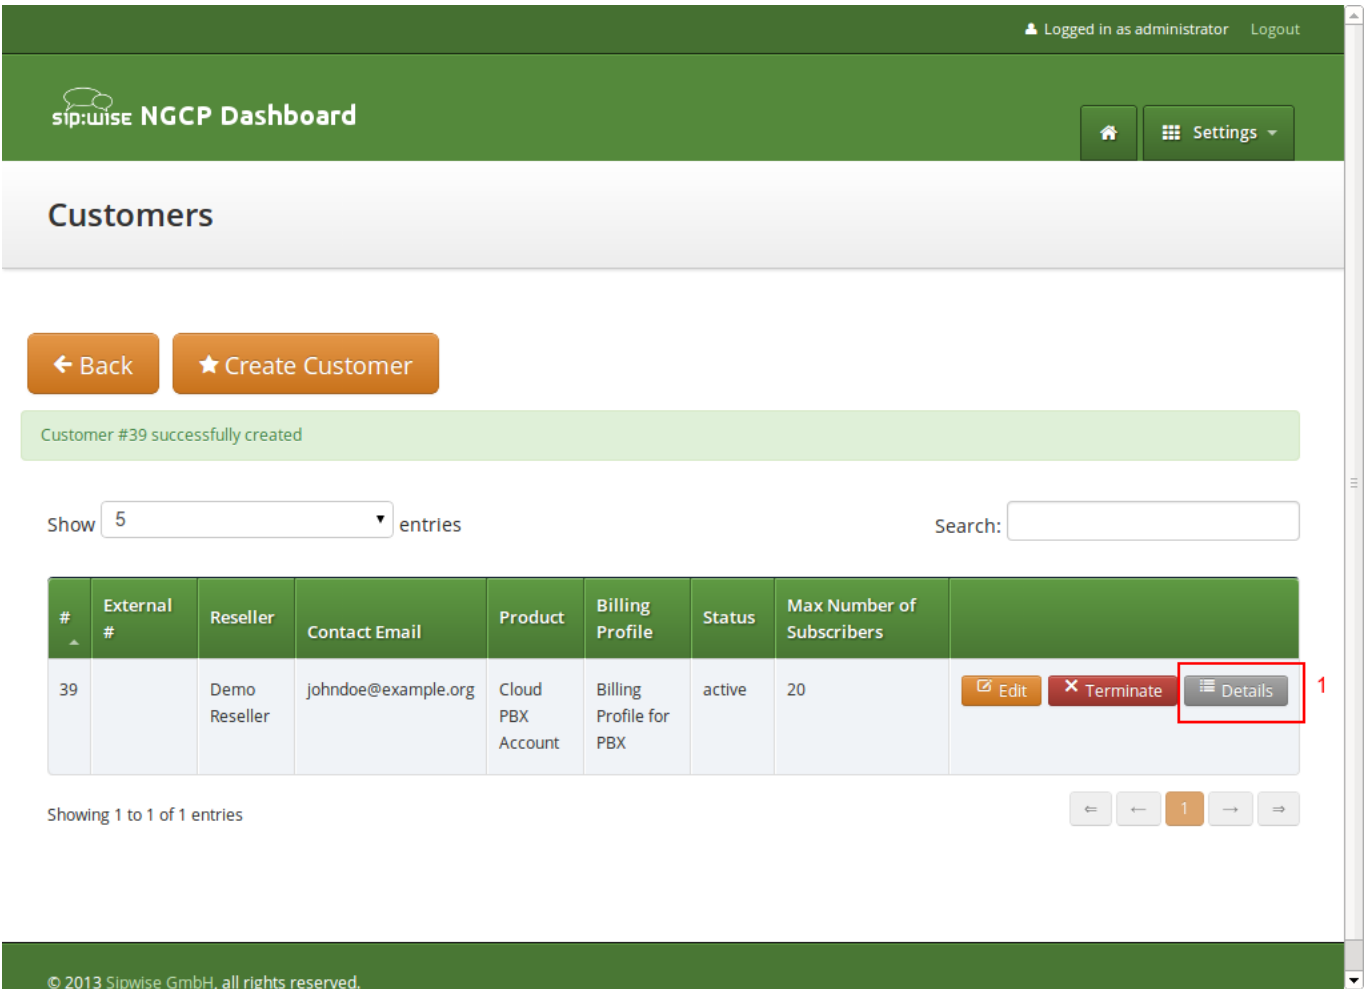 Logged in as administrator Logout
sip:wise NGCP Dashboard
Settings
Customers
Back
Create Customer
Customer #39 successfully created
Show 5 entries
Search:
# External # Reseller Contact Email Product Billing Profile Status Max Number of Subscribers
39 Demo Reseller johndoe@example.org Cloud PBX Account Billing Profile for PBX active 20 Edit Terminate Details 1
Showing 1 to 1 of 1 entries
⇐ ← 1 → ⇒
© 2013 Sipwise GmbH, all rights reserved.